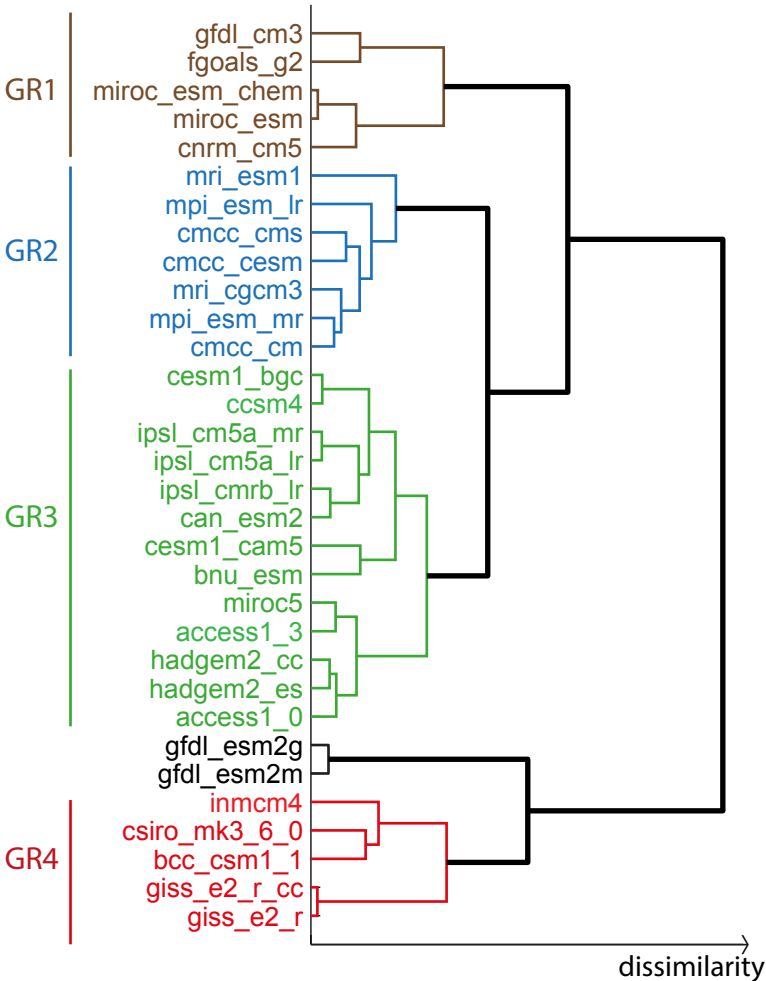 gfdl_cm3
fgoals_g2
GR1
miroc_esm_chem
miroc_esm
cnrm_cm5
mri_esm1
mpi_esm_lr
cmcc_cms
GR2
cmcc_cesm
mri_cgcm3
mpi_esm_mr
cmcc_cm
cesm1_bgc
ccsm4
ipsl_cm5a_mr
ipsl_cm5a_lr
ipsl_cmrb_lr
GR3
can_esm2
cesm1_cam5
bnu_esm
miroc5
access1_3
hadgem2_cc
hadgem2_es
access1_0
gfdl_esm2g
gfdl_esm2m
inmcm4
csiro_mk3_6_0
GR4
bcc_csm1_1
giss_e2_r_cc
giss_e2_r
dissimilarity